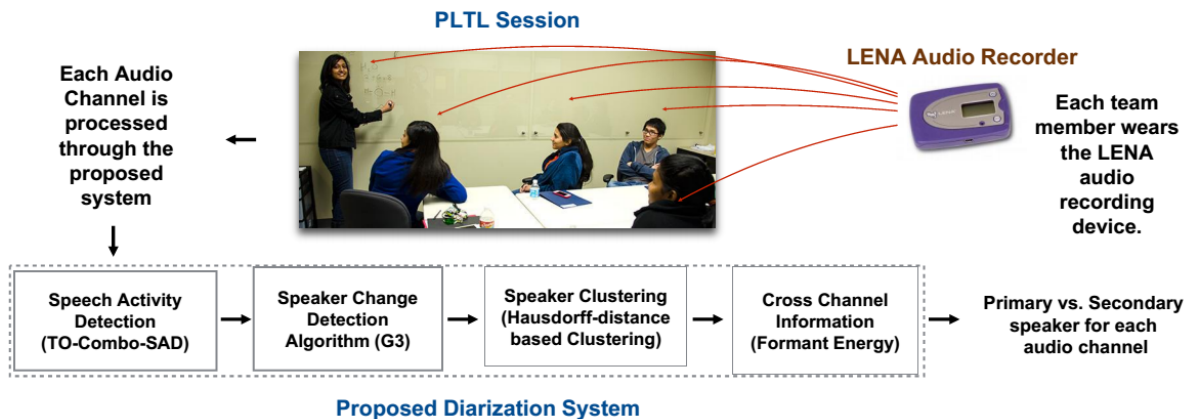 PLTL Session
LENA Audio Recorder
Each Audio
Channel is
processed
through the
proposed
system
Each team
member wears
the LENA
audio
recording
device.
Speech Activity
Detection
(TO-Combo-SAD)
Speaker Change
Detection
Algorithm (G3)
Speaker Clustering
(Hausdorff-distance
based Clustering)
Cross Channel
Information
(Formant Energy)
Primary vs. Secondary
speaker for each
audio channel
Proposed Diarization System